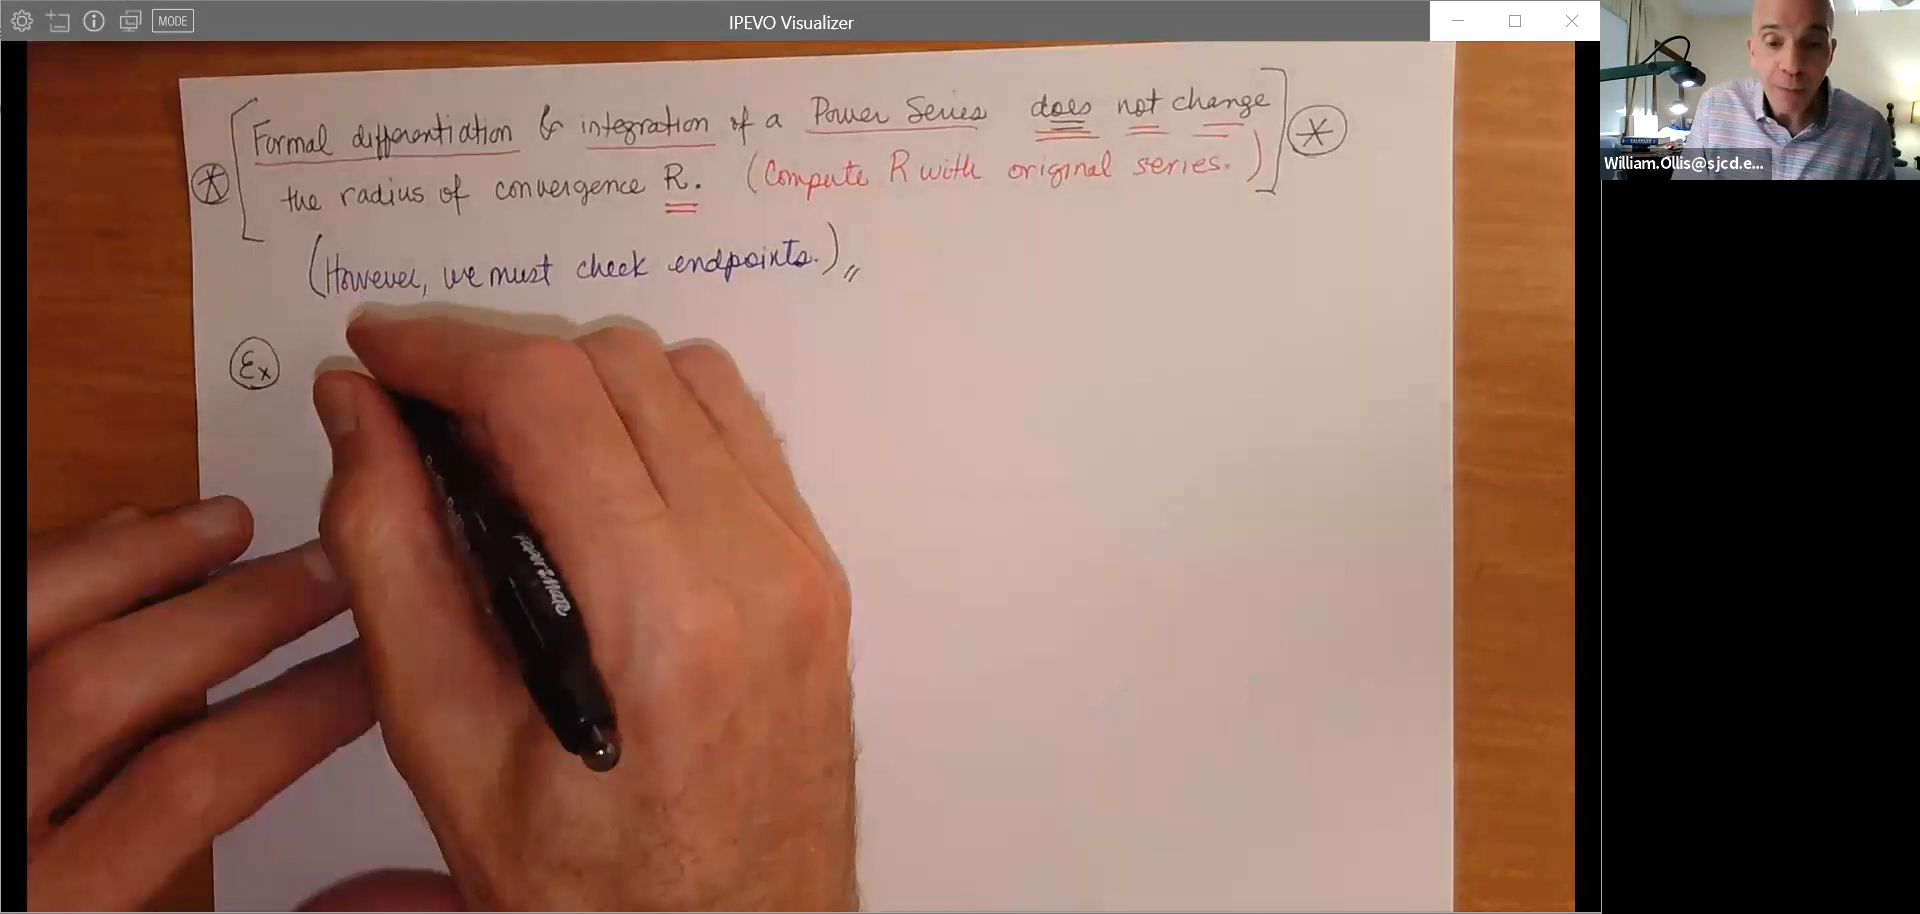 MODE
IPEVO Visualizer
Formal differentiation & integration of a Power Series does not change
the radius of convergence R. (Compute R with original series.)
(However, we must check endpoints.)
Ex
PAPERMATE
William.Ollis@sjcd.e...